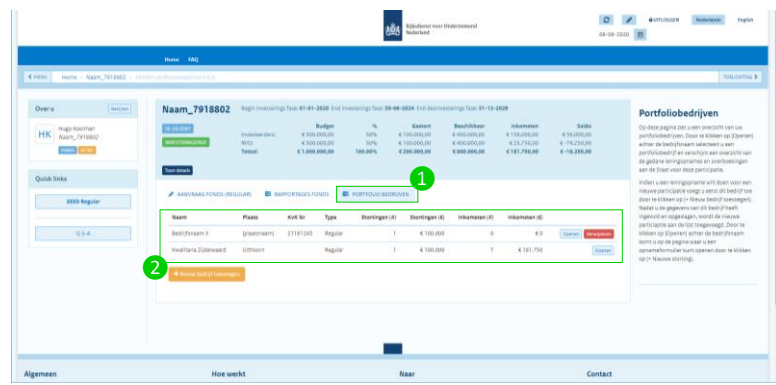 Rijksdienst voor Ondernemend
Nederland
UITLOGGEN Nederlands English
08-06-2020
Home FAQ
MENU Home - Naam_7918802 -
TOELICHTING
Over u
HK Hugo Kooiman
Naam_7918802
Quick links
SEED Regular
Q & A
Naam_7918802 Begin investerings fase: 01-01-2020 Eind investerings fase: 30-06-2024 Eind desinvesterings fase: 31-12-2029
Budget % Gestort Beschikbaar Inkomsten Saldo
Investeerders: € 500.000,00 50% € 100.000,00 € 400.000,00 € 156.000,00 € 56.000,00
RVO: € 500.000,00 50% € 100.000,00 € 400.000,00 € 25.750,00 € -74.250,00
Totaal: € 1.000.000,00 100,00% € 200.000,00 € 800.000,00 € 181.750,00 € -18.250,00
Toon details
1
AANVRAAG FONDS (REGULAR) RAPPORTAGES FONDS PORTFOLIO BEDRIJVEN
Naam Plaats KvK Nr Type Stortingen (#) Stortingen (€) Inkomsten (#) Inkomsten (€)
Bedrijfsnaam X [plaatsnaam] 21161265 Regular 1 € 100.000 0 € 0 Openen Verwijderen
Kwalitaria Zijdelwaard Uithoorn Regular 1 € 100.000 7 € 181.750 Openen
2
+ Nieuw bedrijf toevoegen
Portfoliobedrijven
Op deze pagina ziet u een overzicht van uw
portfoliobedrijven. Door te klikken op [Openen]
achter de bedrijfsnaam selecteert u een
portfoliobedrijf en verschijnt een overzicht van
de gedane leningsopnames en overboekingen
aan de Staat voor deze participatie.
Indien u een leningsopname wilt doen voor een
nieuwe participatie voegt u eerst dit bedrijf toe
door te klikken op [+ Nieuw bedrijf toevoegen].
Nadat u de gegevens van dit bedrijf heeft
ingevuld en opgeslagen, wordt de nieuwe
participatie aan de lijst toegevoegd. Door te
klikken op [Openen] achter de bedrijfsnaam
komt u op de pagina waar u een
opnameformulier kunt openen door te klikken
op [+ Nieuwe storting].
Algemeen Hoe werkt Naar Contact